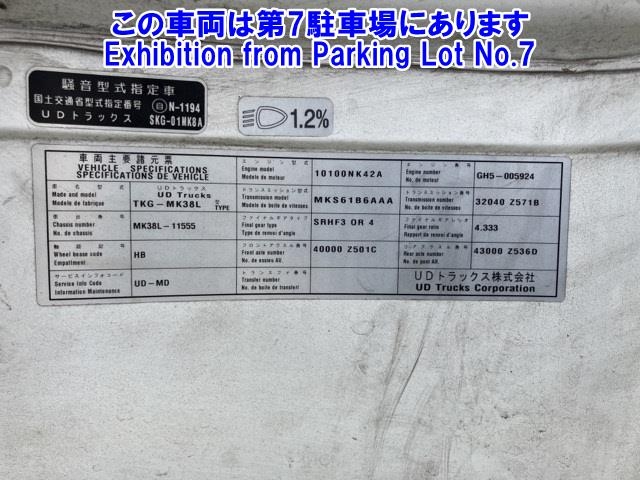 この車両は第7駐車場にあります
Exhibition from Parking Lot No.7
騒音型式指定車
国土交通省型式指定番号 自 N-1194
UDトラックス SKG-01MK8A
1.2%
車両主要諸元票
VEHICLE SPECIFICATIONS
SPECIFICATIONS DE VEHICLE
車名型式
Made and model
Modele de fabrique
UDトラックス
UD Trucks
TKG-MK38L 型 TYPE
車台番号
Chassis number
No. de chassis
MK38L-11555
Wheel base code
Empattement
HB
サービスインフォコード
Service Info Code
Information Maintenance
UD-MD
エンジン型式
Engine model
Modele de moteur
10100NK42A
トランスミッション型式
Transmission model
No. de boite de vitesses
MKS61B6AAA
ファイナルギアタイプ
Final gear type
Type de renvoi d'angle
SRHF3 OR 4
フロントアクスル番号
Front axle number
No. de essieu AV.
40000 Z501C
トランスファ番号
Transfer number
No. de boite de transfert
エンジン番号
Engine number
No. de moteur
GH5-005924
トランスミッション番号
Transmission number
No. de boite de vitesses
32040 Z571B
ファイナルギアレシオ
Final gear ratio
Rapport de renvoi d'angle
4.333
リアアクスル番号
Rear axle number
No. de pont AR.
43000 Z536D
UDトラックス株式会社
UD Trucks Corporation